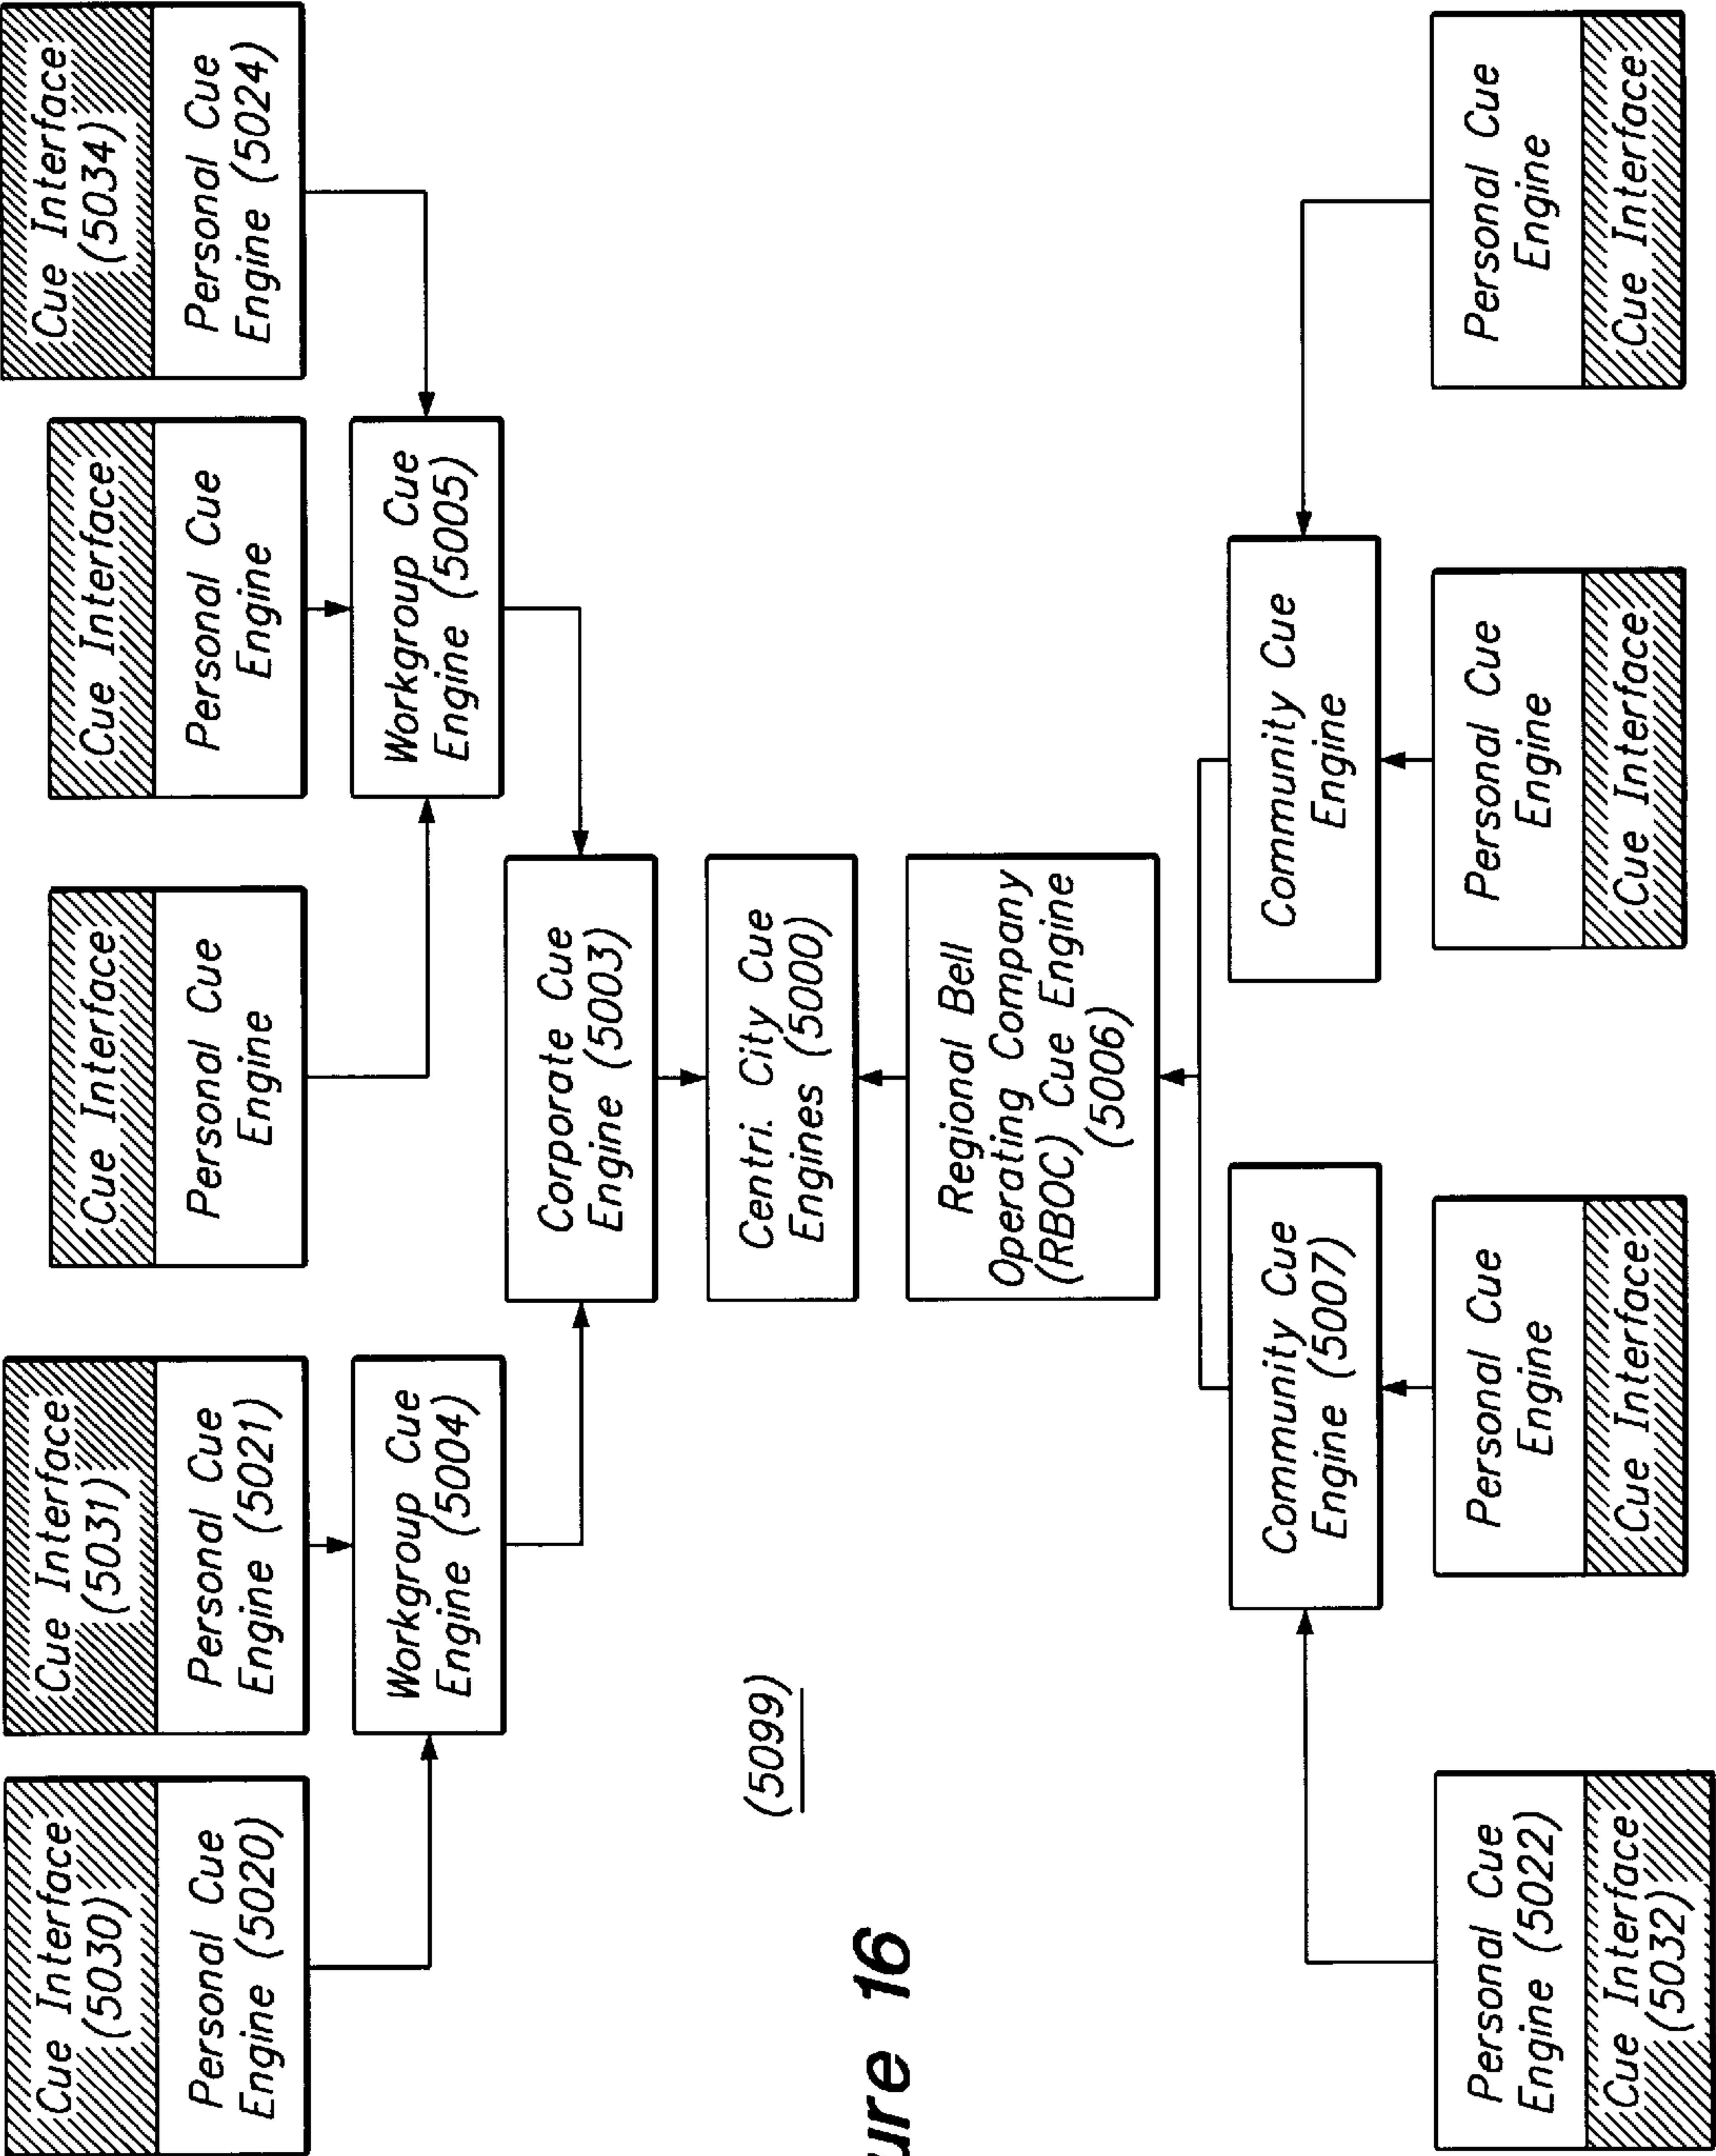 Cue Interface
(5030)
Personal Cue
Engine (5020)
Cue Interface
(5031)
Personal Cue
Engine (5021)
Cue Interface
Personal Cue
Engine
Cue Interface
Personal Cue
Engine
Cue Interface
(5034)
Personal Cue
Engine (5024)
Workgroup Cue
Engine (5004)
Workgroup Cue
Engine (5005)
Corporate Cue
Engine (5003)
(5099)
Centri. City Cue
Engines (5000)
ure 16
Regional Bell
Operating Company
(RBOC) Cue Engine
(5006)
Community Cue
Engine (5007)
Community Cue
Engine
Personal Cue
Engine (5022)
Cue Interface
(5032)
Personal Cue
Engine
Cue Interface
Personal Cue
Engine
Cue Interface
Personal Cue
Engine
Cue Interface